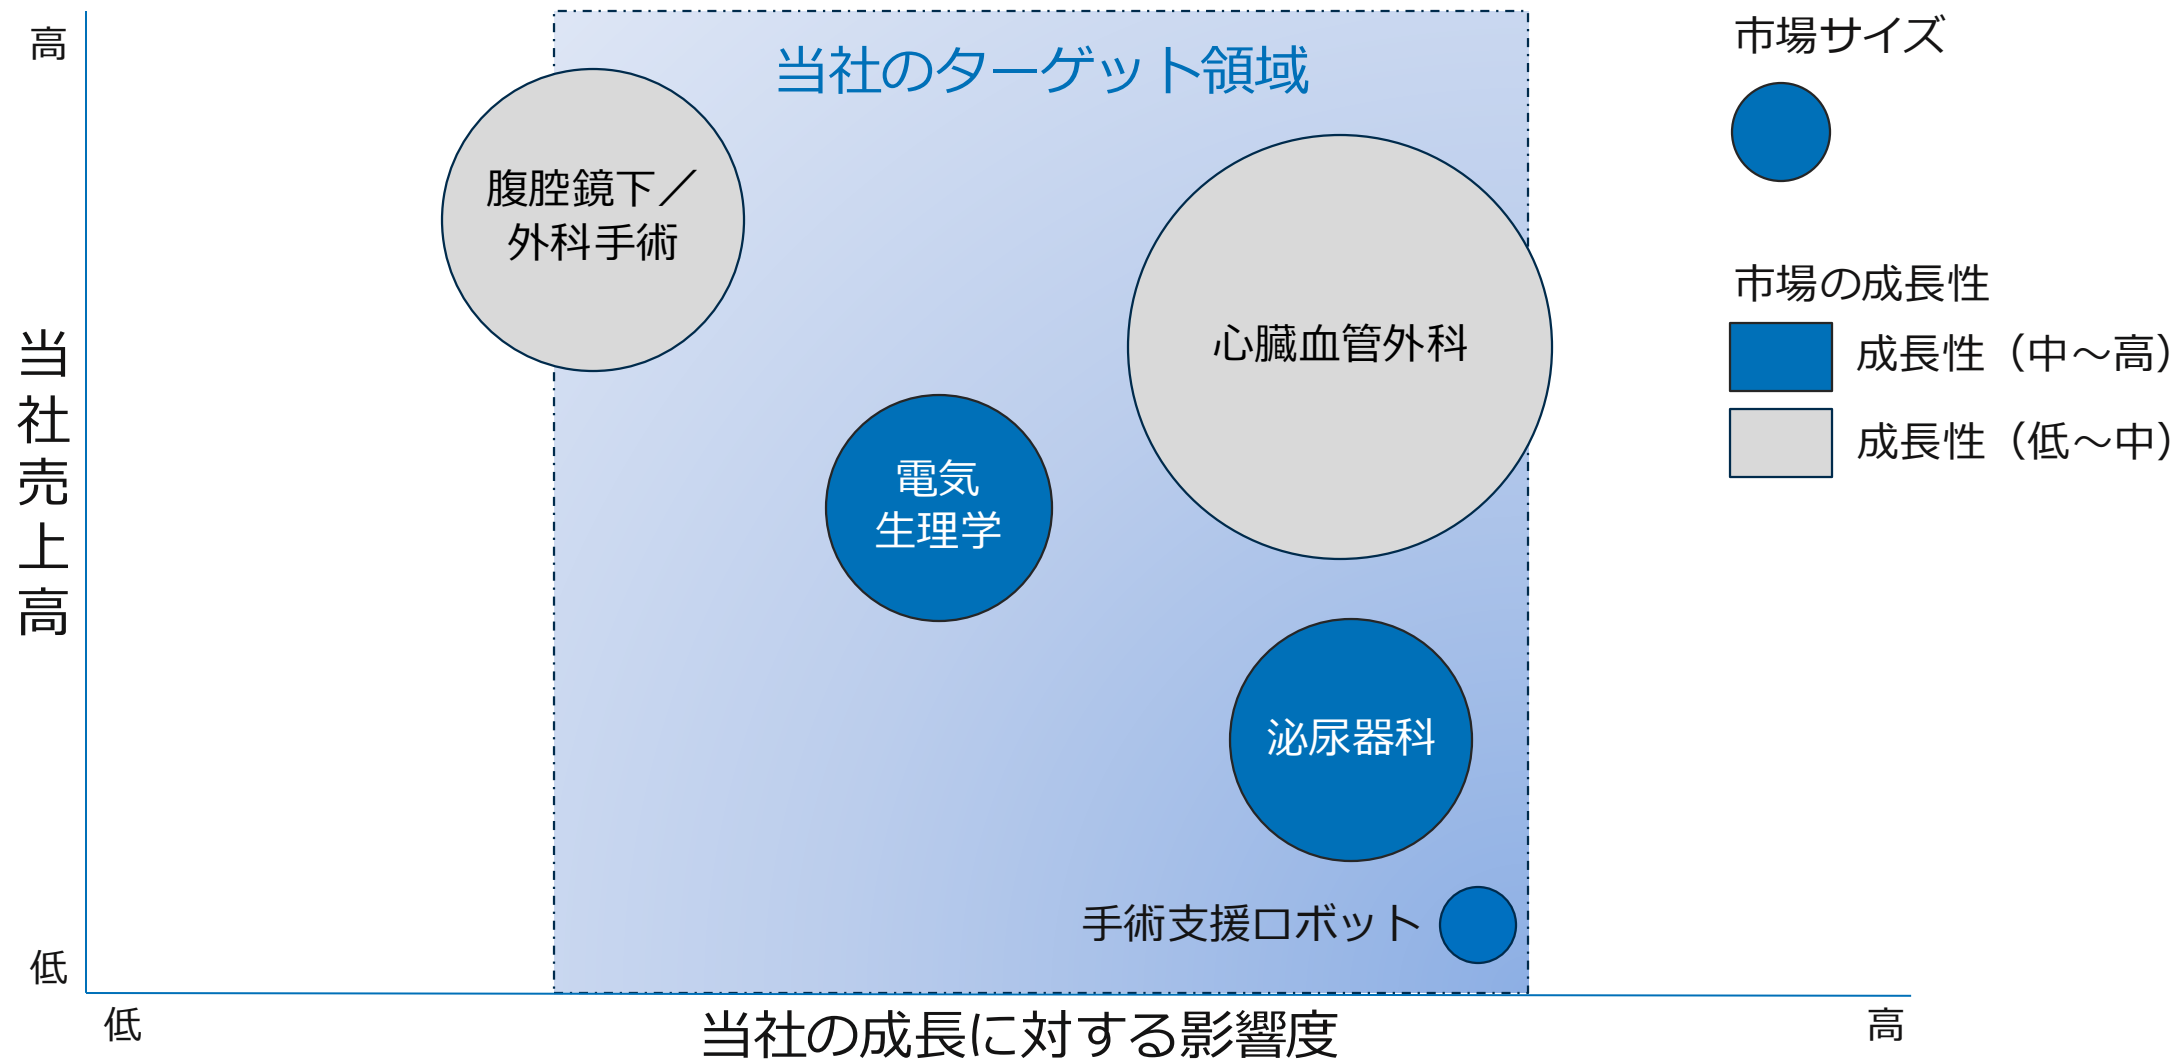 高
当社売上高
低
低
当社の成長に対する影響度
高
当社のターゲット領域
腹腔鏡下／
外科手術
心臓血管外科
電気
生理学
泌尿器科
手術支援ロボット
市場サイズ
市場の成長性
成長性（中～高）
成長性（低～中）